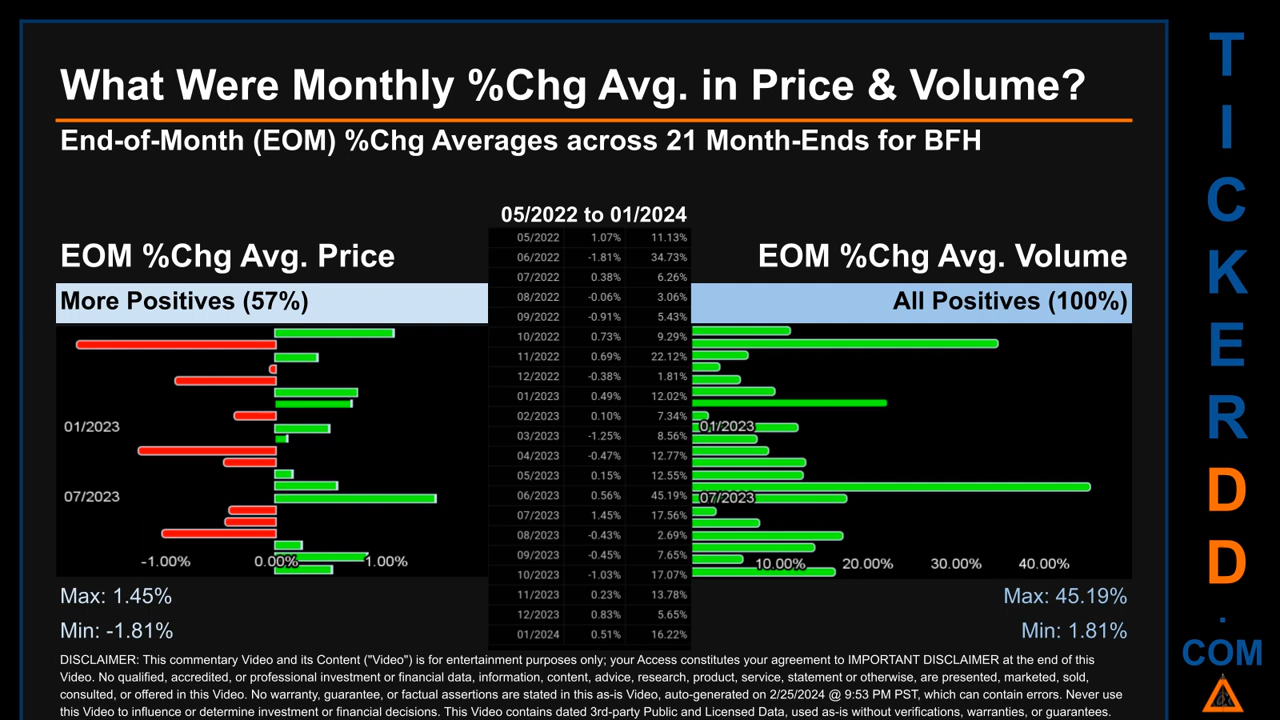 What Were Monthly %Chg Avg. in Price & Volume?
End-of-Month (EOM) %Chg Averages across 21 Month-Ends for BFH
05/2022 to 01/2024
EOM %Chg Avg. Price
More Positives (57%)
01/2023
07/2023
-1.00% 0.00% 1.00%
Max: 1.45%
Min: -1.81%
05/2022 1.07% 11.13%
06/2022 -1.81% 34.73%
07/2022 0.38% 6.26%
08/2022 -0.06% 3.06%
09/2022 -0.91% 5.43%
10/2022 0.73% 9.29%
11/2022 0.69% 22.12%
12/2022 -0.38% 1.81%
01/2023 0.49% 12.02%
02/2023 0.10% 7.34%
03/2023 -1.25% 8.56%
04/2023 -0.47% 12.77%
05/2023 0.15% 12.55%
06/2023 0.56% 45.19%
07/2023 1.45% 17.56%
08/2023 -0.43% 2.69%
09/2023 -0.45% 7.65%
10/2023 -1.03% 17.07%
11/2023 0.23% 13.78%
12/2023 0.83% 5.65%
01/2024 0.51% 16.22%
EOM %Chg Avg. Volume
All Positives (100%)
01/2023
07/2023
10.00% 20.00% 30.00% 40.00%
Max: 45.19%
Min: 1.81%
DISCLAIMER: This commentary Video and its Content ("Video") is for entertainment purposes only; your Access constitutes your agreement to IMPORTANT DISCLAIMER at the end of this
Video. No qualified, accredited, or professional investment or financial data, information, content, advice, research, product, service, statement or otherwise, are presented, marketed, sold,
consulted, or offered in this Video. No warranty, guarantee, or factual assertions are stated in this as-is Video, auto-generated on 2/25/2024 @ 9:53 PM PST, which can contain errors. Never use
this Video to influence or determine investment or financial decisions. This Video contains dated 3rd-party Public and Licensed Data, used as-is without verifications, warranties, or guarantees.
T
I
C
K
E
R
D
D
.
COM